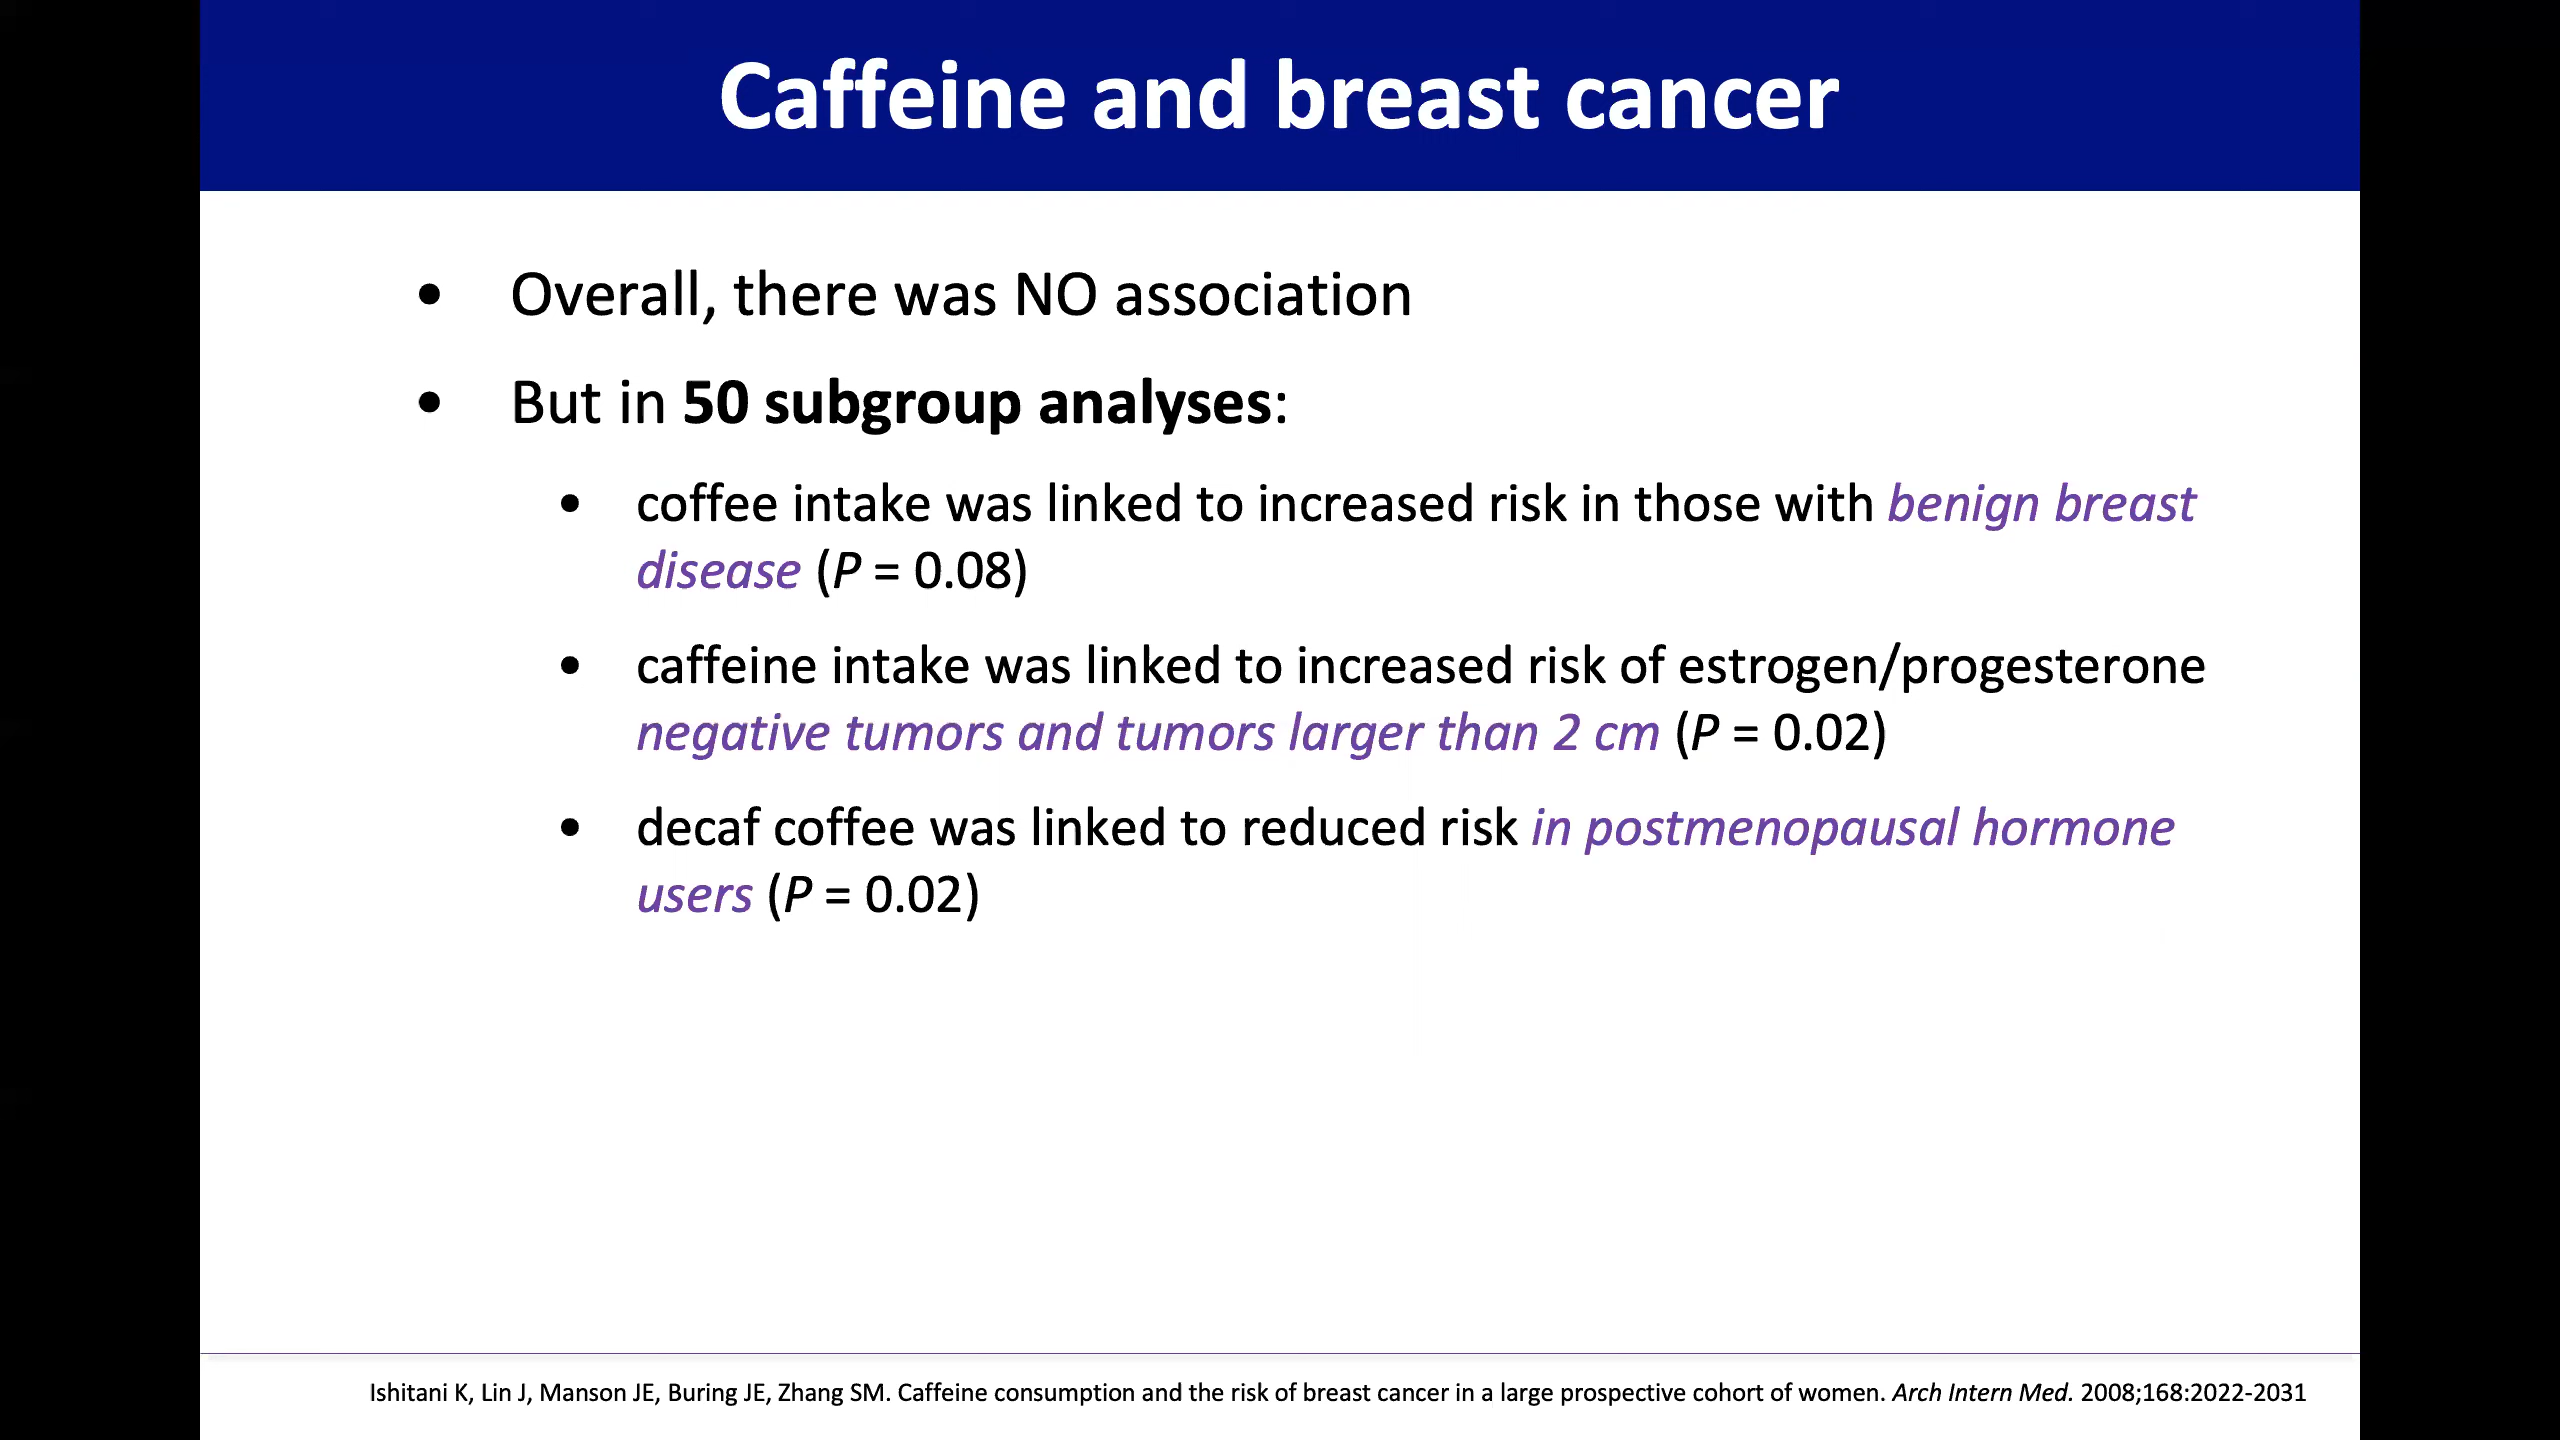 Caffeine and breast cancer
• Overall, there was NO association
• But in 50 subgroup analyses:
• coffee intake was linked to increased risk in those with benign breast
disease (P = 0.08)
• caffeine intake was linked to increased risk of estrogen/progesterone
negative tumors and tumors larger than 2 cm (P = 0.02)
• decaf coffee was linked to reduced risk in postmenopausal hormone
users (P = 0.02)
Ishitani K, Lin J, Manson JE, Buring JE, Zhang SM. Caffeine consumption and the risk of breast cancer in a large prospective cohort of women. Arch Intern Med. 2008;168:2022-2031